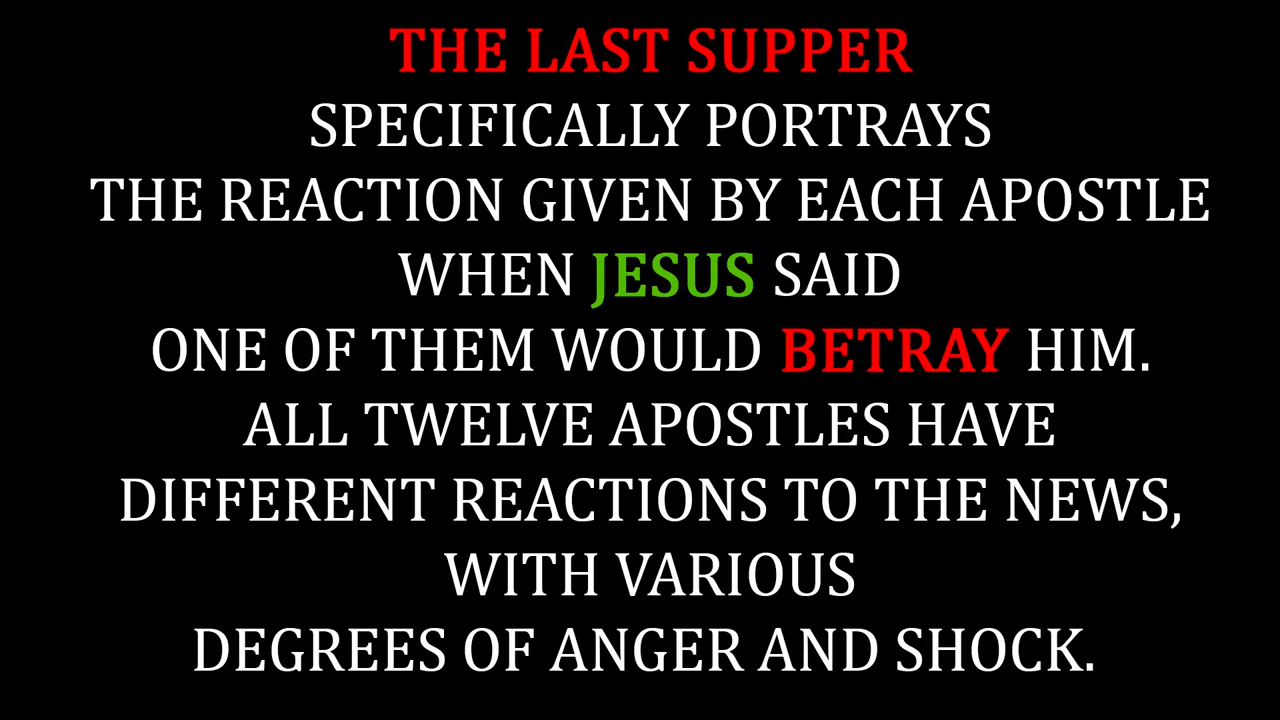 THE LAST SUPPER
SPECIFICALLY PORTRAYS
THE REACTION GIVEN BY EACH APOSTLE
WHEN JESUS SAID
ONE OF THEM WOULD BETRAY HIM.
ALL TWELVE APOSTLES HAVE
DIFFERENT REACTIONS TO THE NEWS,
WITH VARIOUS
DEGREES OF ANGER AND SHOCK.